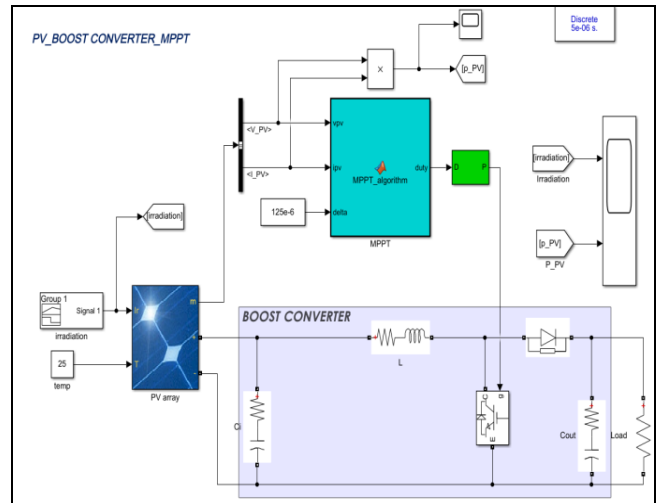 PV_BOOST CONVERTER_MPPT
Discrete
5e-06 s.
X
[p_PV]
<V_PV>
<I_PV>
vpv
ipv
delta
MPPT_algorithm
duty
MPPT
D
P
125e-6
[irradiation]
Irradiation
[p_PV]
P_PV
[irradiation]
Group 1
Signal 1
irradiation
25
temp
Ir
T
m
+
-
PV array
BOOST CONVERTER
L
Ci
g
C
E
Cout
Load